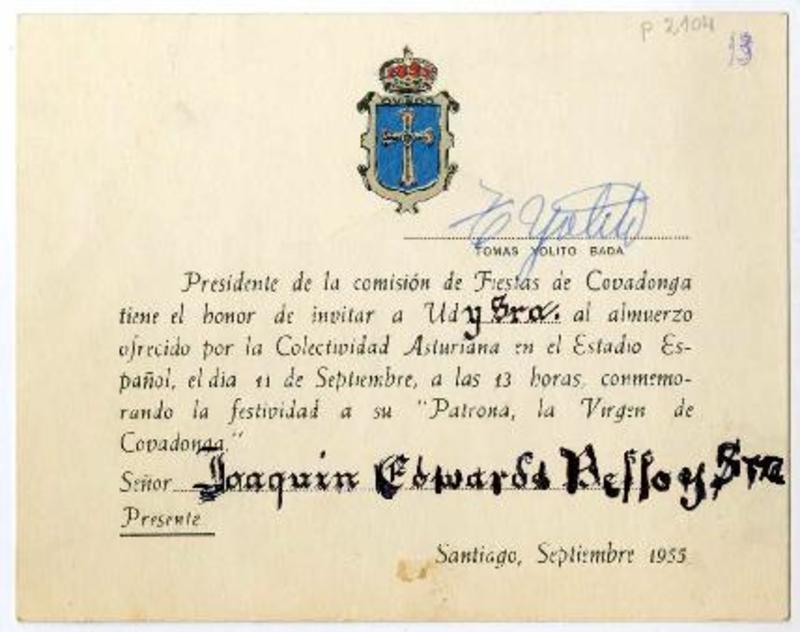 P 2104
13
T Yolito
TOMAS YOLITO BADA
Presidente de la comisión de Fiestas de Covadonga
tiene el honor de invitar a Ud y Sra. al almuerzo
ofrecido por la Colectividad Asturiana en el Estadio Es-
pañol, el dia 11 de Septiembre, a las 13 horas, conmemo-
rando la festividad a su "Patrona, la Virgen de
Covadonga."
Señor Joaquin Edwards Bello y Sra
Presente
Santiago, Septiembre 1955